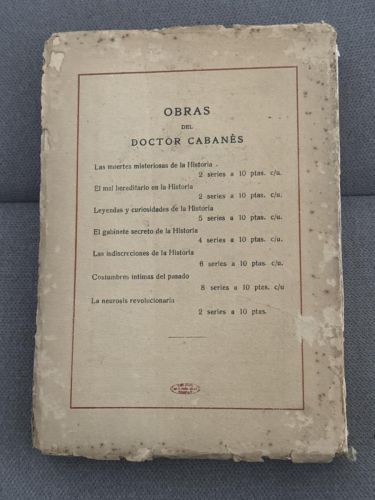 OBRAS
DEL
DOCTOR CABANÈS
Las muertes misteriosas de la Historia .
2 series a 10 ptas. c/u.
El mal hereditario en la Historia
2 series a 10 ptas. c/u.
Leyendas y curiosidades de la Historia
5 series a 10 ptas. c/u.
El gabinete secreto de la Historia
4 series a 10 ptas. c/u.
Las indiscreciones de la Historia
6 series a 10 ptas. c/u.
Costumbres íntimas del pasado
8 series a 10 ptas. c/u
La neurosis revolucionaria
2 series a 10 ptas.